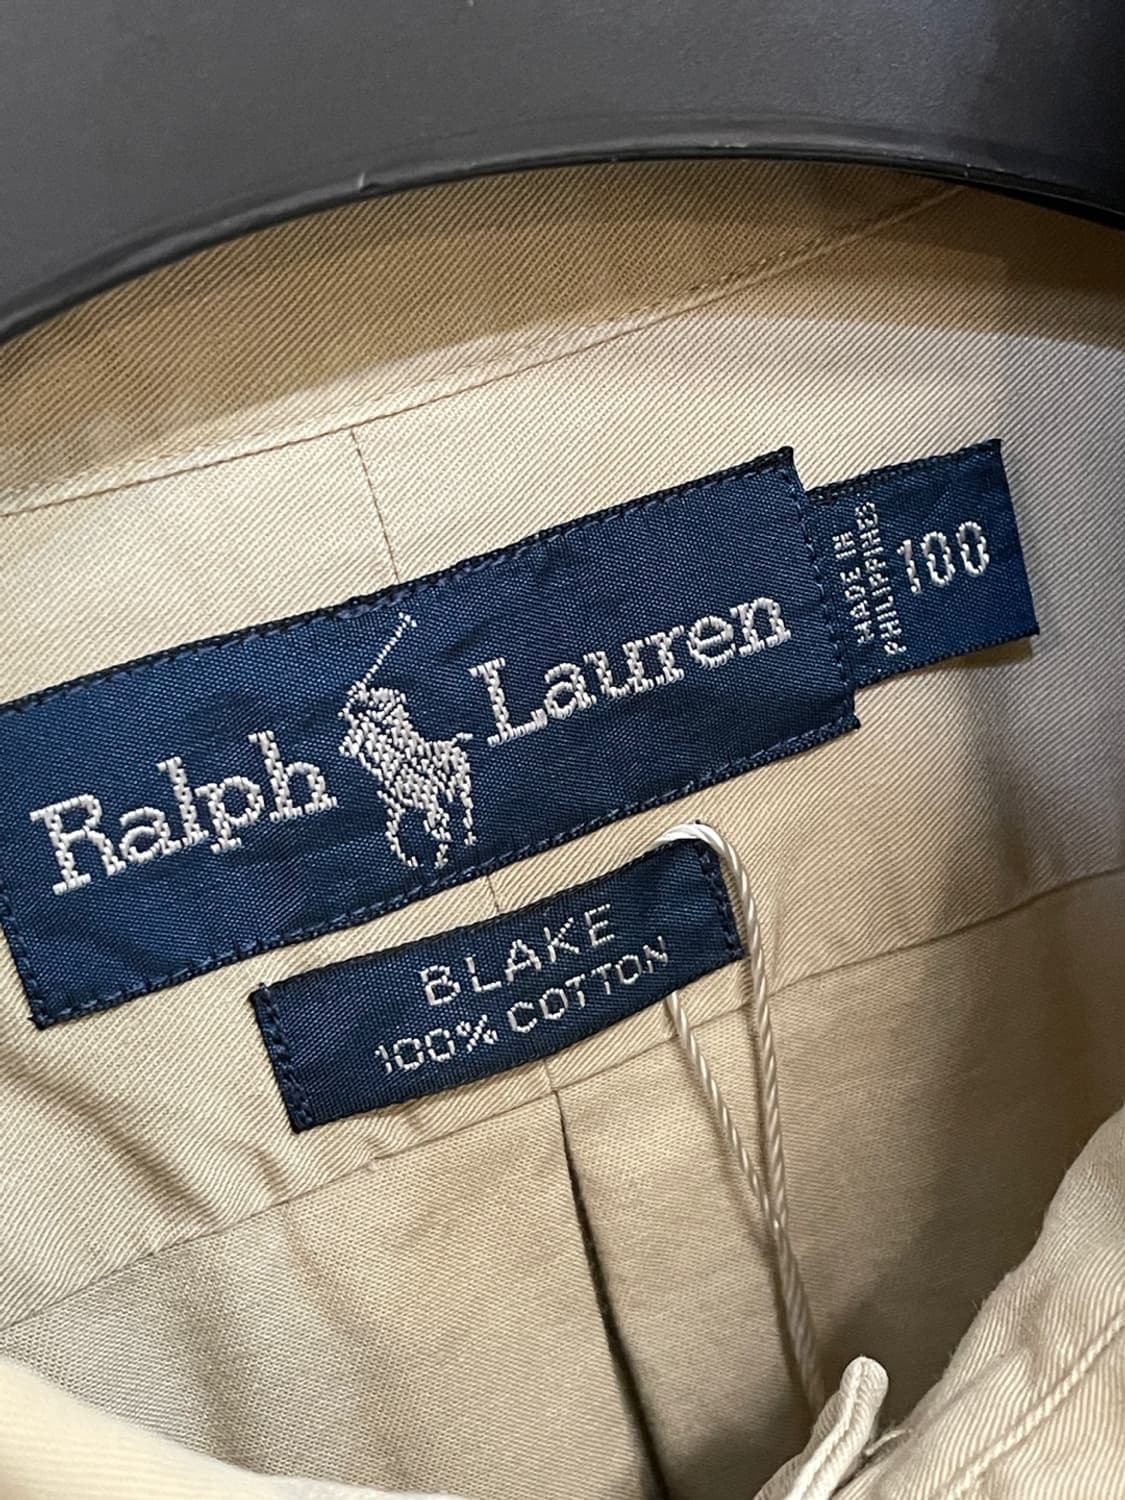 Ralph Lauren
MADE IN
PHILIPPINES
100
BLAKE
100% COTTON